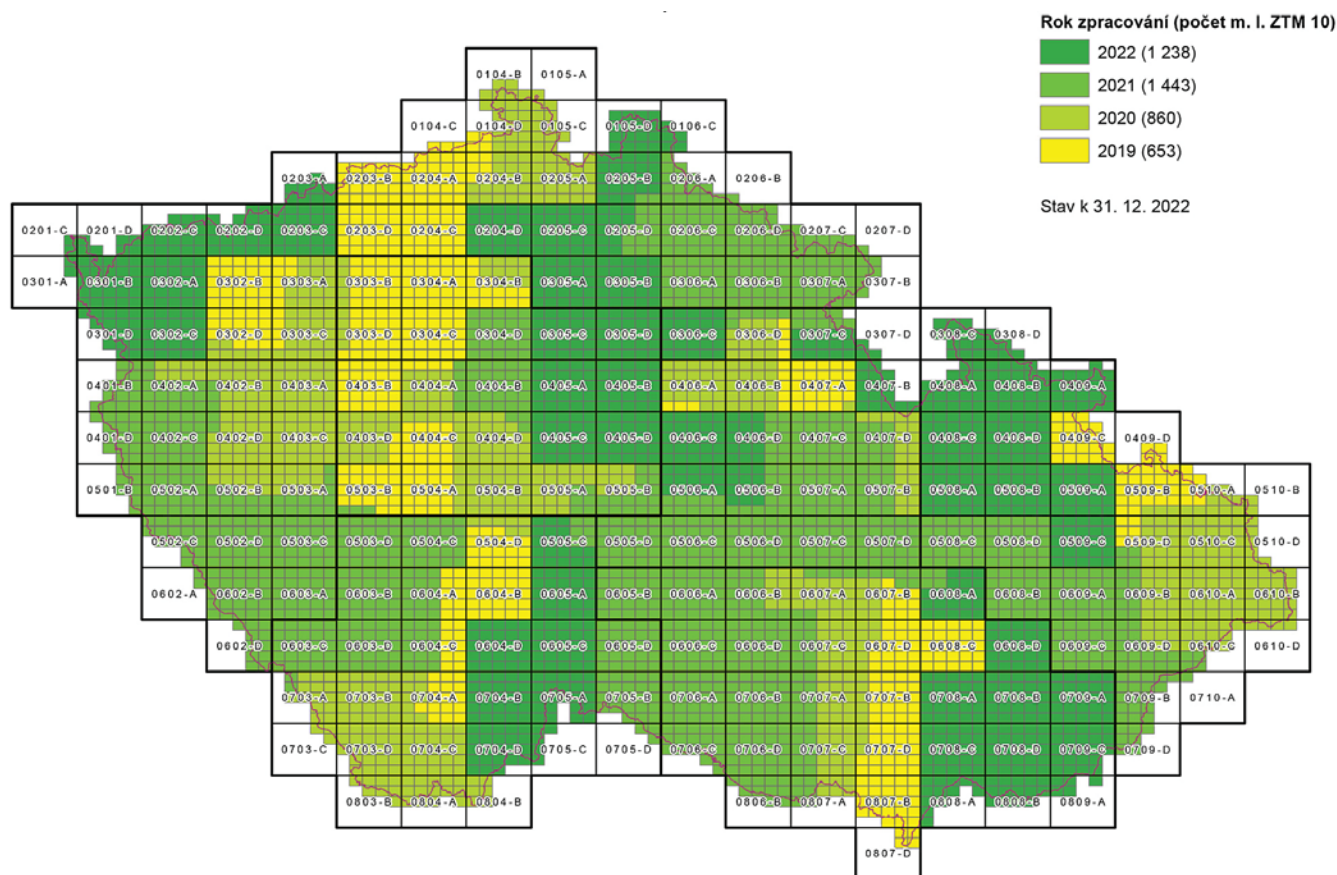 Rok zpracování (počet m. l. ZTM 10)
2022 (1 238)
2021 (1 443)
2020 (860)
2019 (653)
Stav k 31. 12. 2022
0104-B 0105-A
0104-C 0104-D 0105-C 0105-D 0106-C
0203-A 0203-B 0204-A 0204-B 0205-A 0205-B 0206-A 0206-B
0201-C 0201-D 0202-C 0202-D 0203-C 0203-D 0204-C 0204-D 0205-C 0205-D 0206-C 0206-D 0207-C 0207-D
0301-A 0301-B 0302-A 0302-B 0303-A 0303-B 0304-A 0304-B 0305-A 0305-B 0306-A 0306-B 0307-A 0307-B
0301-D 0302-C 0302-D 0303-C 0303-D 0304-C 0304-D 0305-C 0305-D 0306-C 0306-D 0307-C 0307-D 0308-C 0308-D
0401-B 0402-A 0402-B 0403-A 0403-B 0404-A 0404-B 0405-A 0405-B 0406-A 0406-B 0407-A 0407-B 0408-A 0408-B 0409-A
0401-D 0402-C 0402-D 0403-C 0403-D 0404-C 0404-D 0405-C 0405-D 0406-C 0406-D 0407-C 0407-D 0408-C 0408-D 0409-C 0409-D
0501-B 0502-A 0502-B 0503-A 0503-B 0504-A 0504-B 0505-A 0505-B 0506-A 0506-B 0507-A 0507-B 0508-A 0508-B 0509-A 0509-B 0510-A 0510-B
0502-C 0502-D 0503-C 0503-D 0504-C 0504-D 0505-C 0505-D 0506-C 0506-D 0507-C 0507-D 0508-C 0508-D 0509-C 0509-D 0510-C 0510-D
0602-A 0602-B 0603-A 0603-B 0604-A 0604-B 0605-A 0605-B 0606-A 0606-B 0607-A 0607-B 0608-A 0608-B 0609-A 0609-B 0610-A 0610-B
0602-D 0603-C 0603-D 0604-C 0604-D 0605-C 0605-D 0606-C 0606-D 0607-C 0607-D 0608-C 0608-D 0609-C 0609-D 0610-C 0610-D
0703-A 0703-B 0704-A 0704-B 0705-A 0705-B 0706-A 0706-B 0707-A 0707-B 0708-A 0708-B 0709-A 0709-B 0710-A
0703-C 0703-D 0704-C 0704-D 0705-C 0705-D 0706-C 0706-D 0707-C 0707-D 0708-C 0708-D 0709-C 0709-D
0803-B 0804-A 0804-B 0806-B 0807-A 0807-B 0808-A 0808-B 0809-A
0807-D